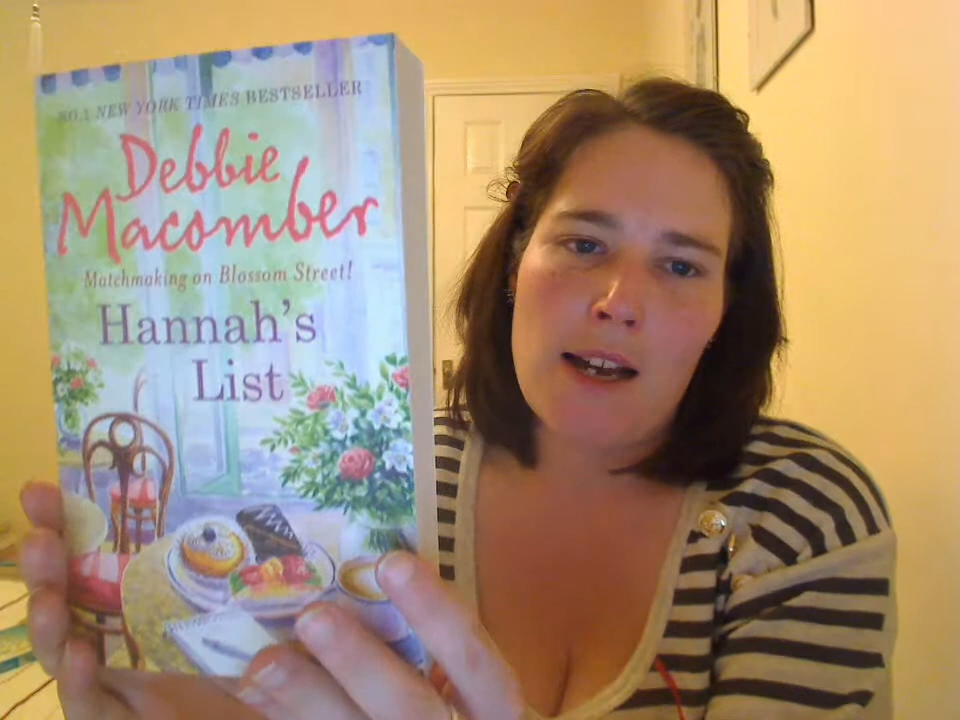 NO.1 NEW YORK TIMES BESTSELLER
Debbie
Macomber
Matchmaking on Blossom Street!
Hannah's
List